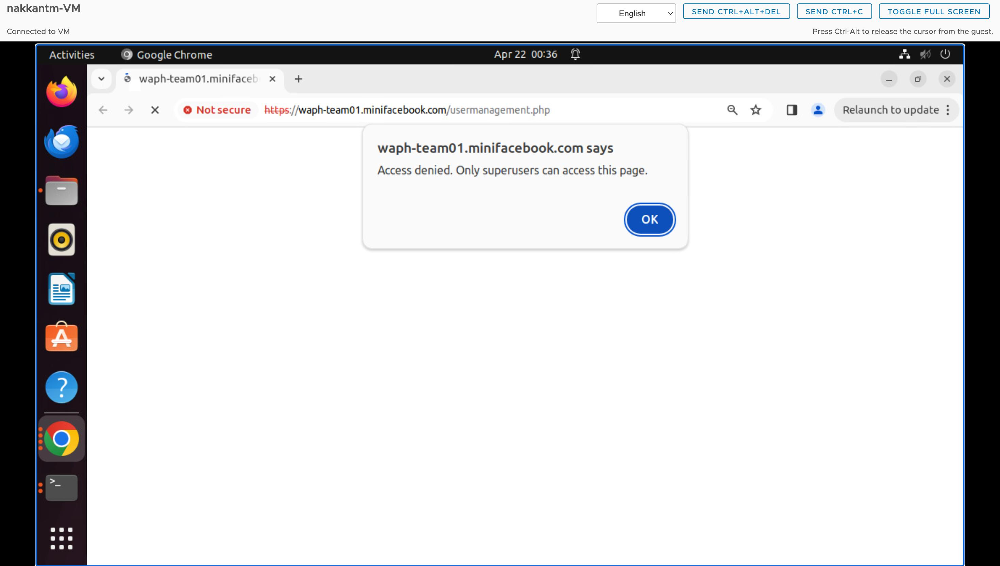 nakkantm-VM
English
SEND CTRL+ALT+DEL
SEND CTRL+C
TOGGLE FULL SCREEN
Connected to VM
Press Ctrl-Alt to release the cursor from the guest.
Activities
Google Chrome
Apr 22 00:36
waph-team01.minifaceb
Not secure
https://waph-team01.minifacebook.com/usermanagement.php
Relaunch to update
waph-team01.minifacebook.com says
Access denied. Only superusers can access this page.
OK